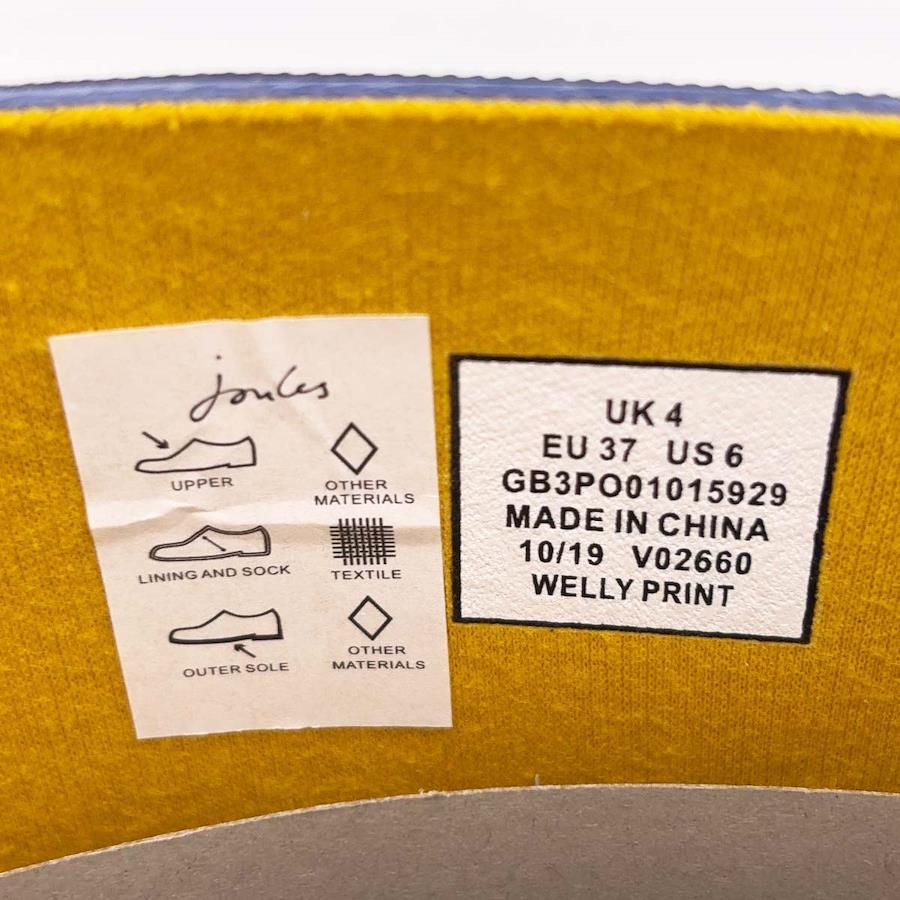 joules
UPPER
OTHER
MATERIALS
LINING AND SOCK
TEXTILE
OUTER SOLE
OTHER
MATERIALS
UK 4
EU 37 US 6
GB3PO01015929
MADE IN CHINA
10/19 V02660
WELLY PRINT